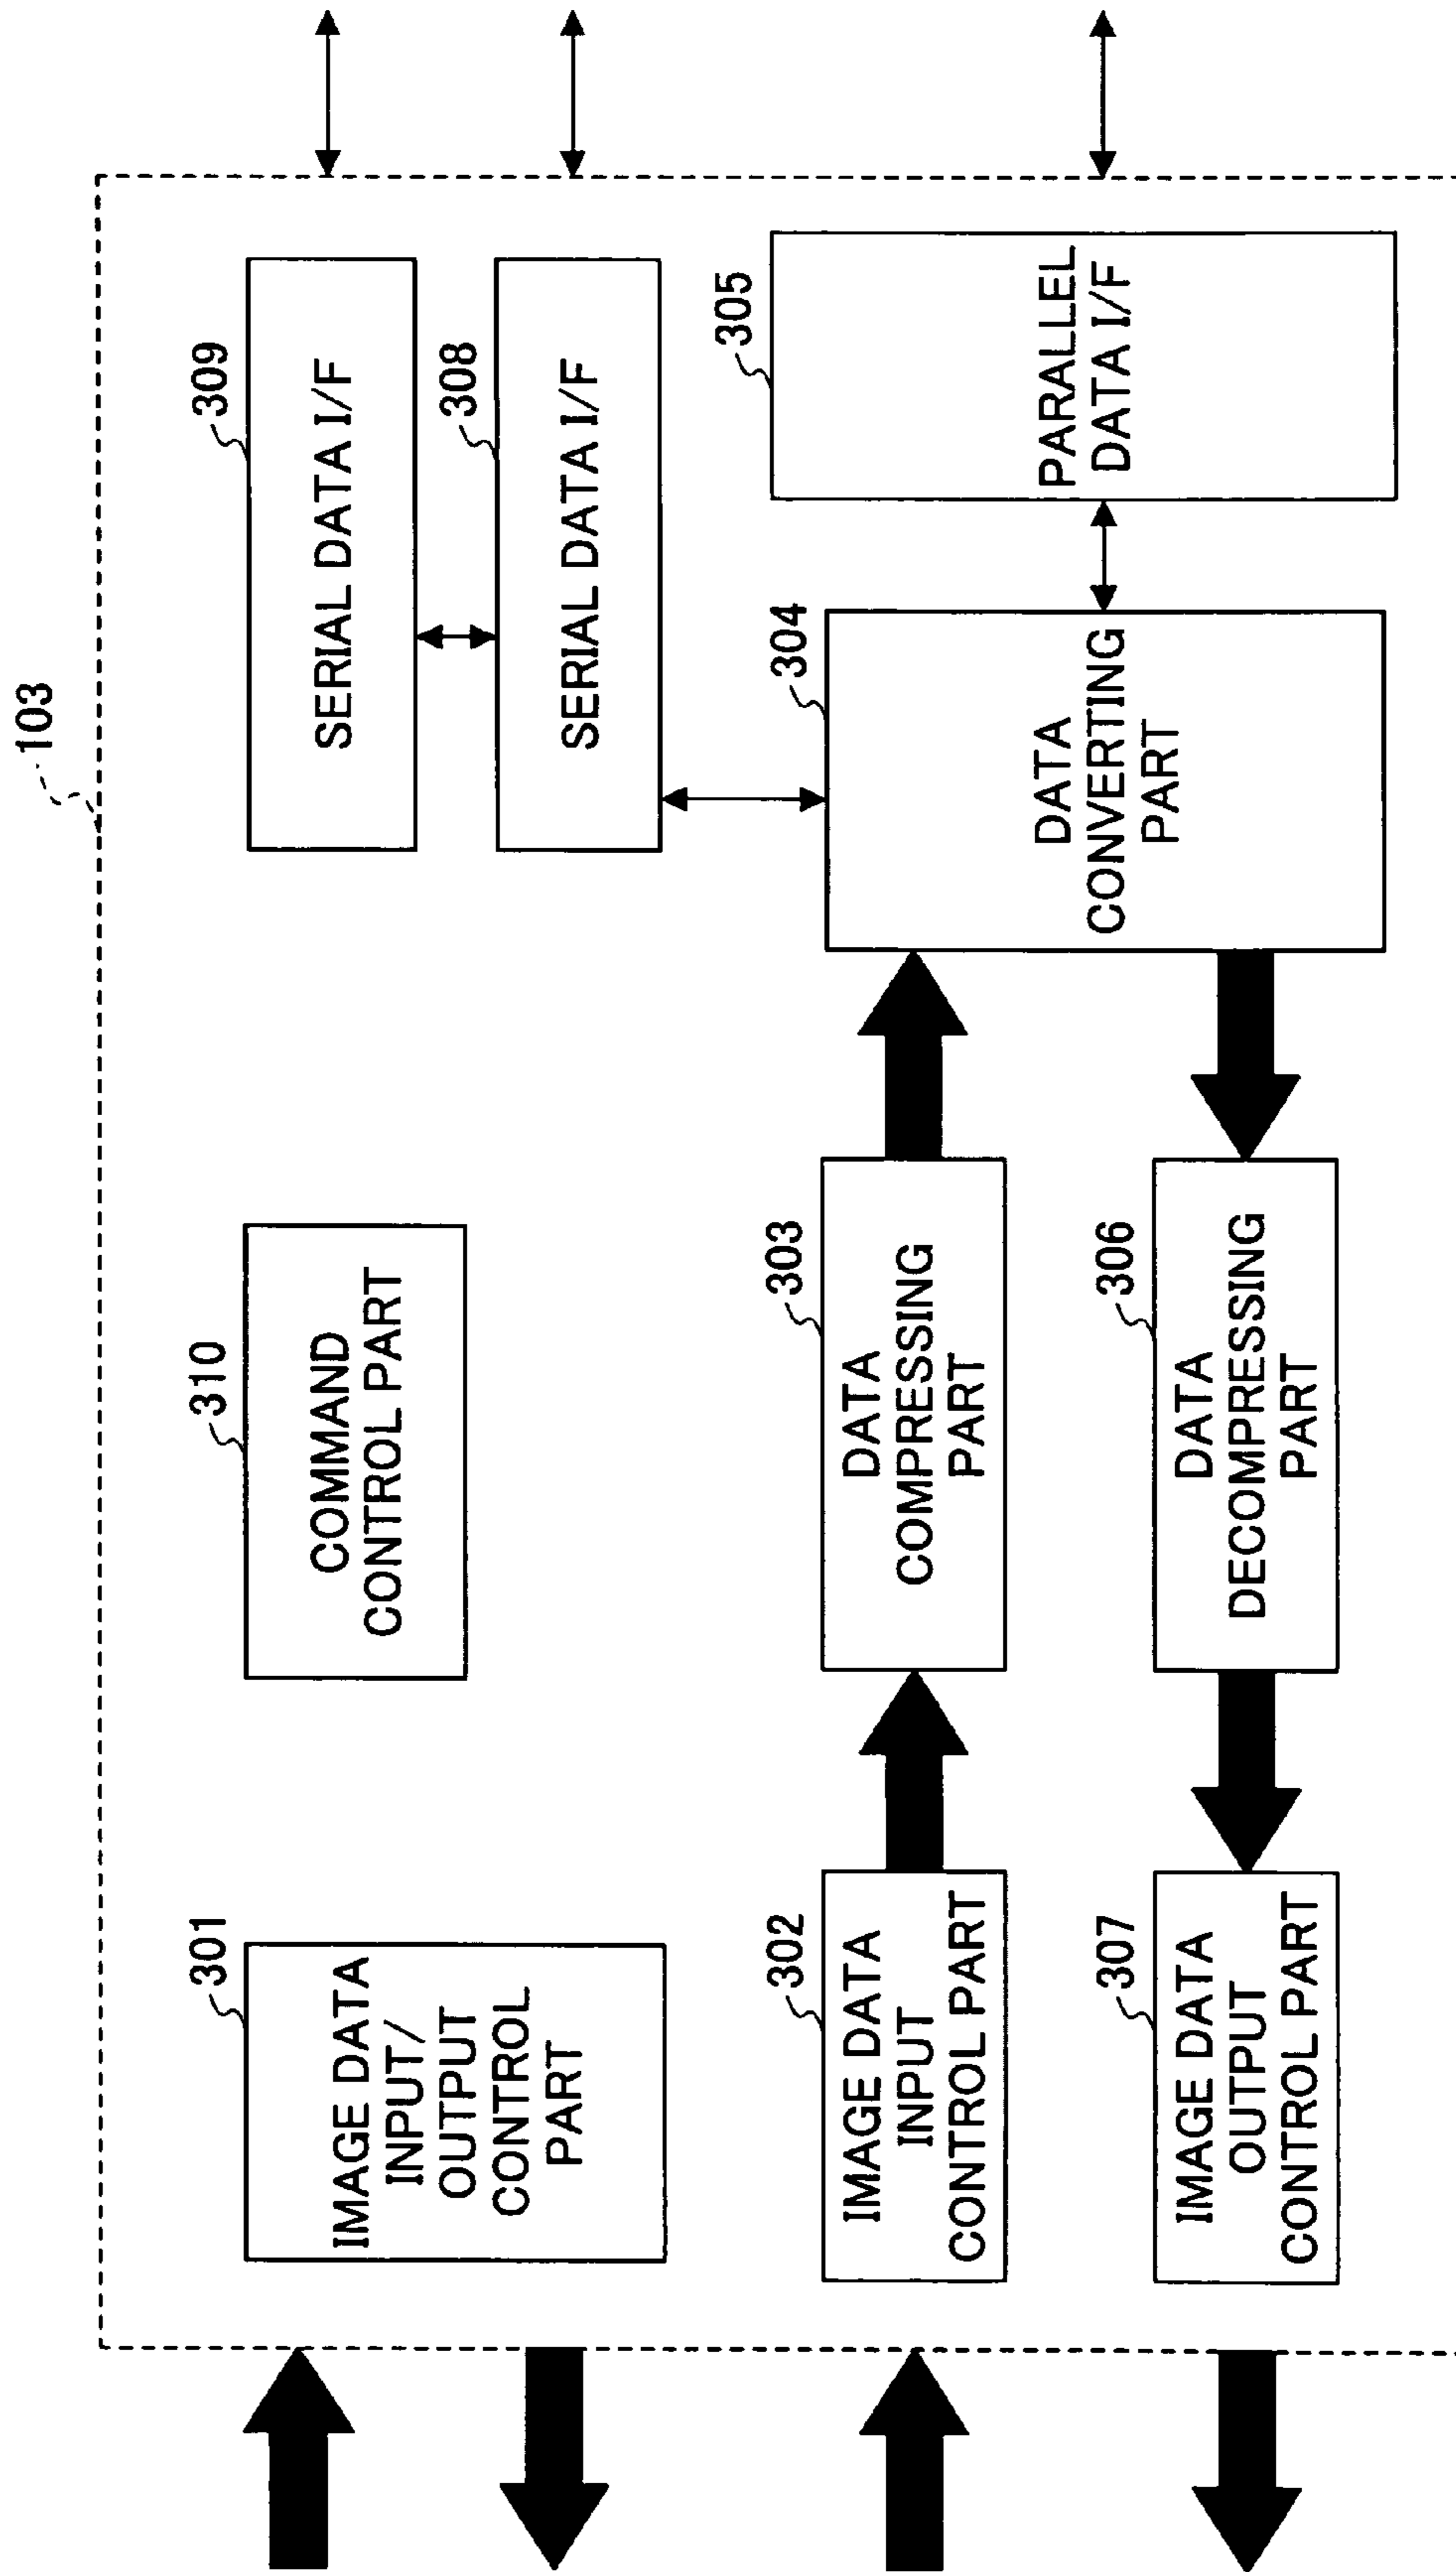 103
301
IMAGE DATA
INPUT/
OUTPUT
CONTROL
PART
310
COMMAND
CONTROL PART
309
SERIAL DATA I/F
308
SERIAL DATA I/F
302
IMAGE DATA
INPUT
CONTROL PART
303
DATA
COMPRESSING
PART
304
DATA
CONVERTING
PART
305
PARALLEL
DATA I/F
307
IMAGE DATA
OUTPUT
CONTROL PART
306
DATA
DECOMPRESSING
PART